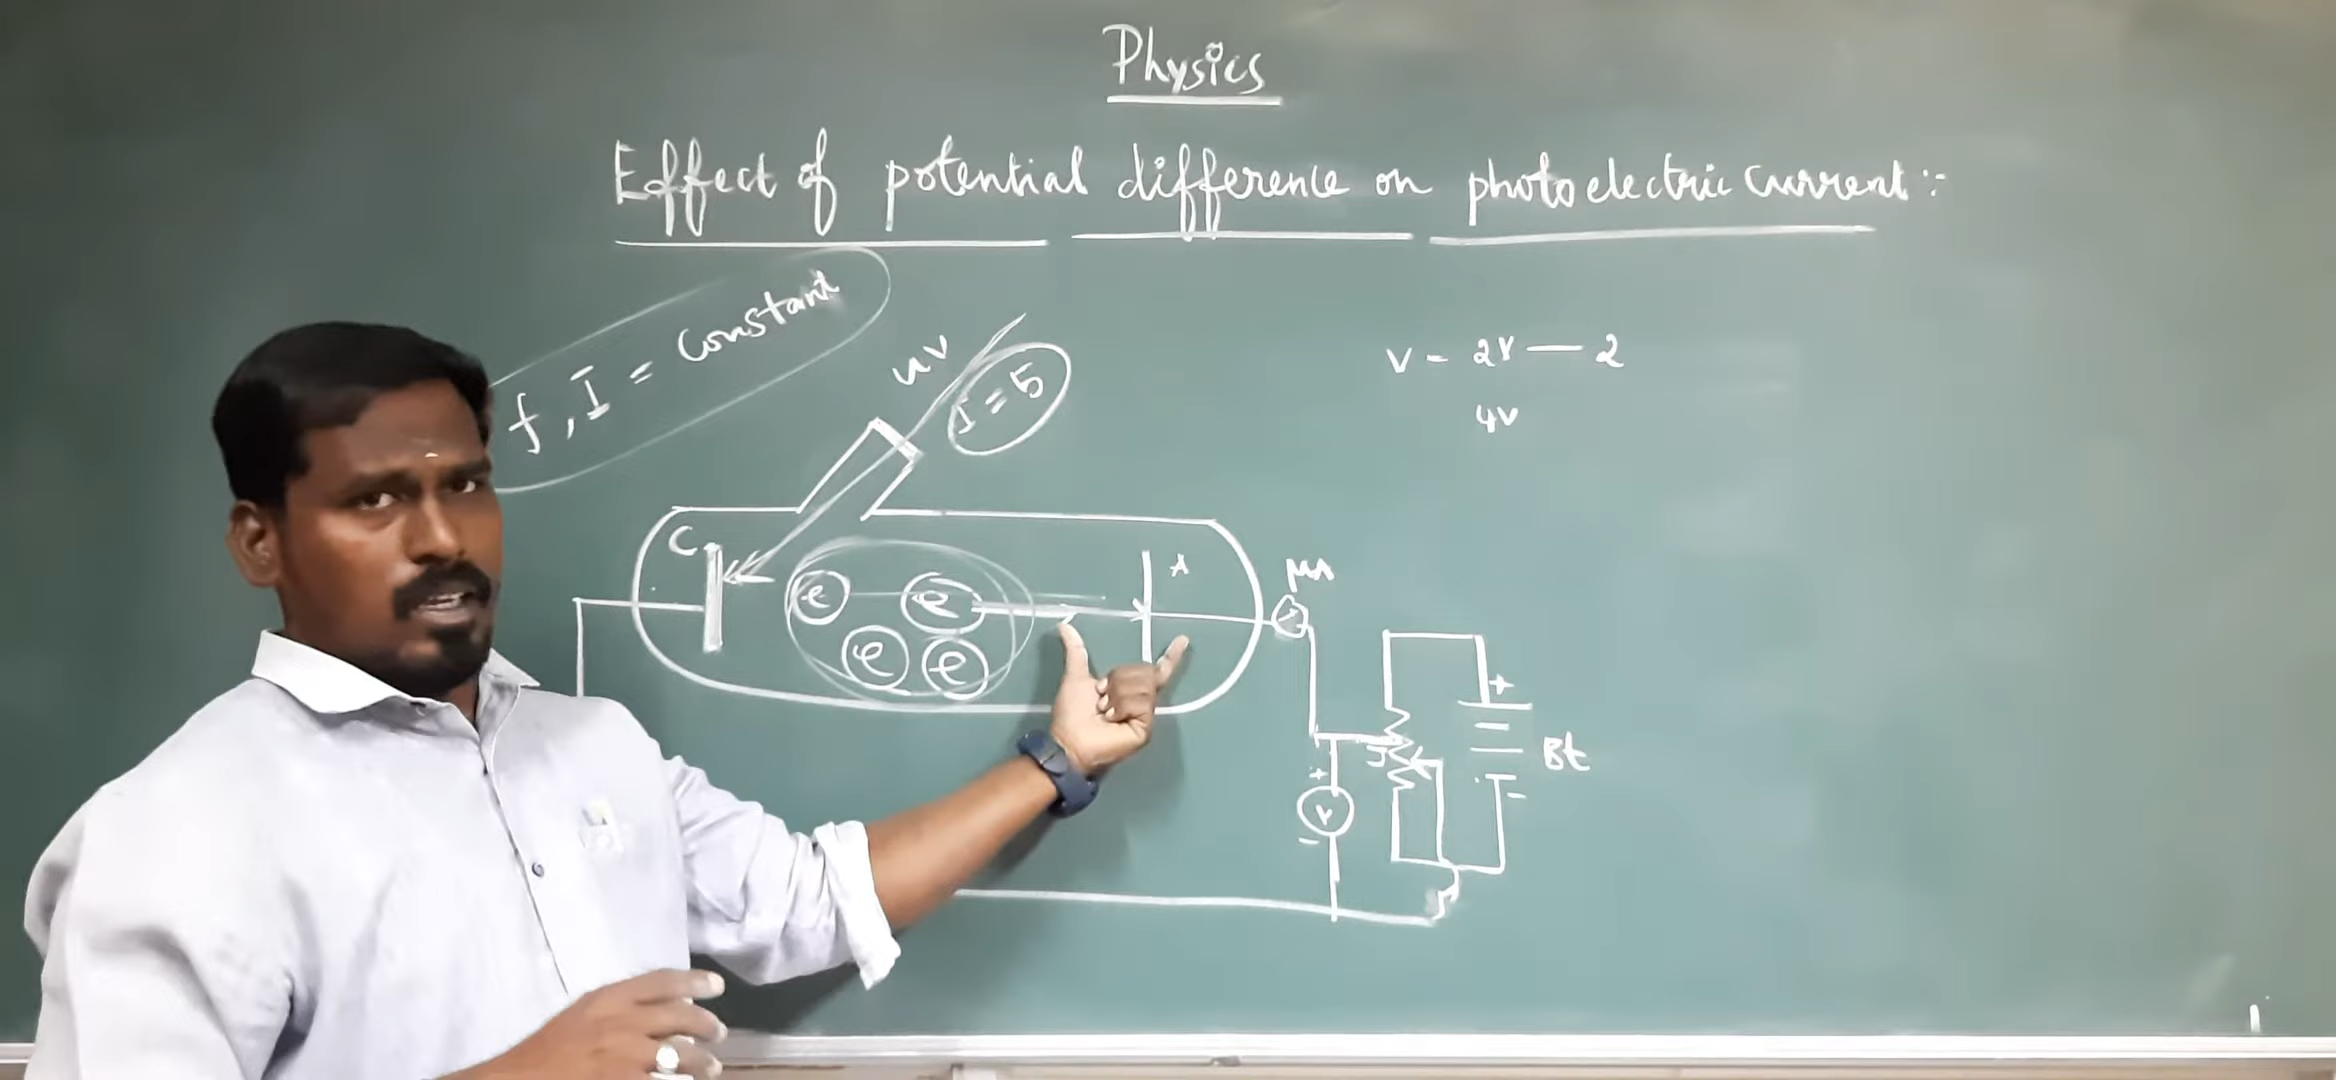 Physics
Effect of potential difference on photoelectric current:-
f, I = Constant
uv
I = 5
V - 2V — 2
4V
C
e
e
e
e
A
μA
+
Bt
J
+
V
-
-